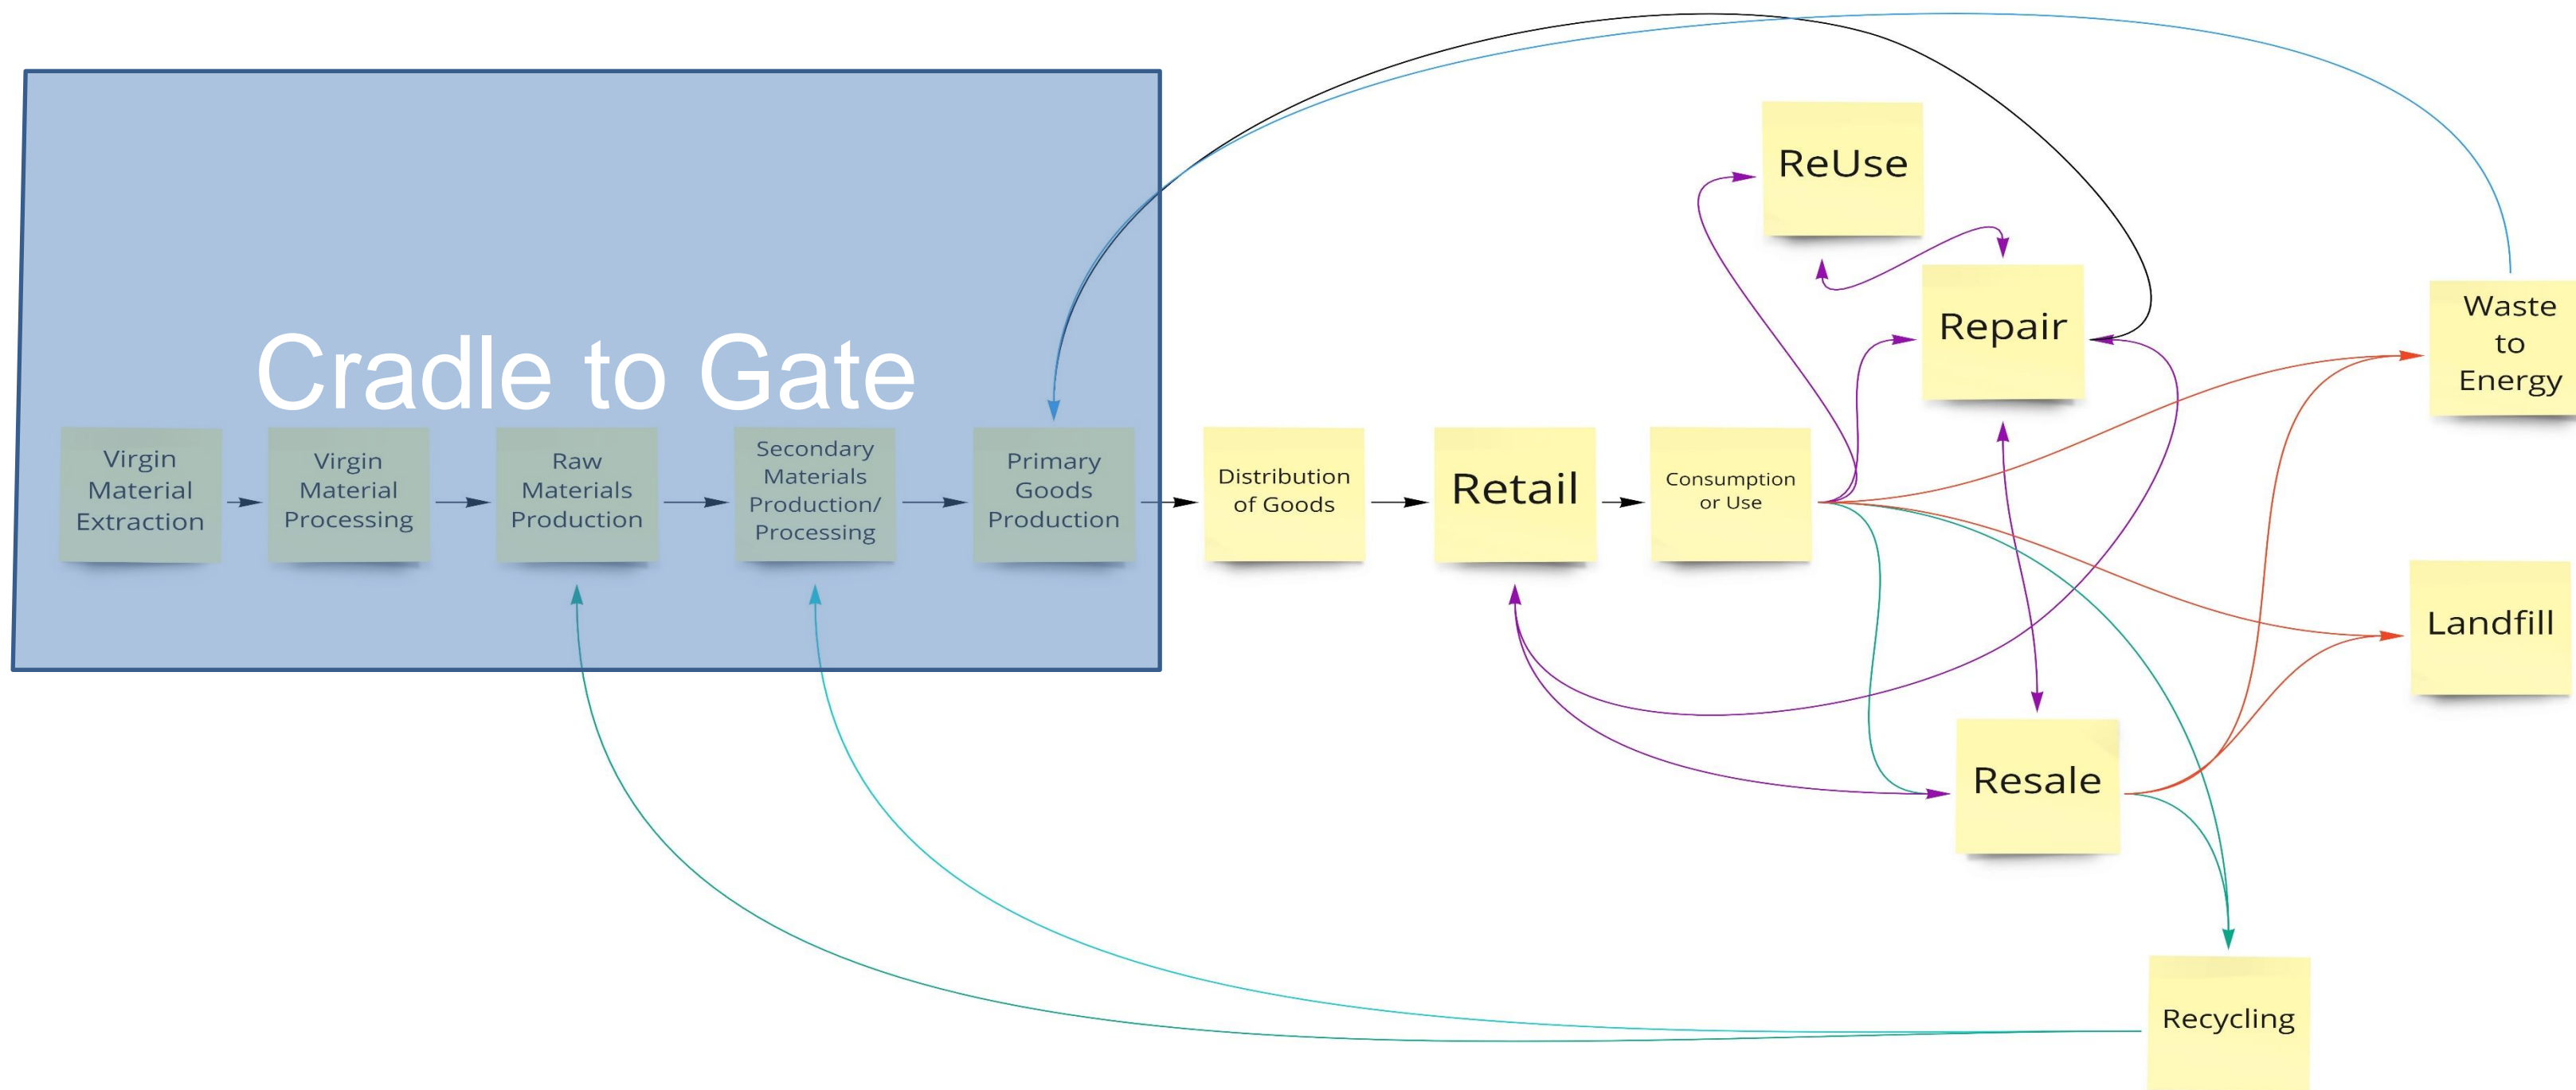 Cradle to Gate
Virgin
Material
Extraction
Virgin
Material
Processing
Raw
Materials
Production
Secondary
Materials
Production/
Processing
Primary
Goods
Production
Distribution
of Goods
Retail
Consumption
or Use
ReUse
Repair
Resale
Recycling
Waste
to
Energy
Landfill